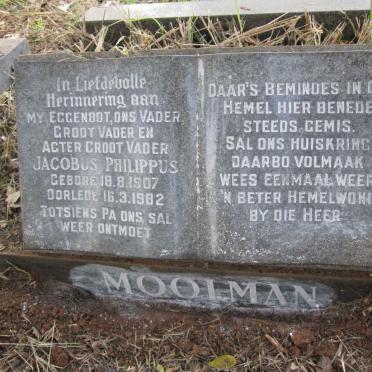 In Liefdevolle
Herinnering aan
MY EGGENOOT, ONS VADER
GROOT VADER EN
AGTER GROOT VADER
JACOBUS PHILIPPUS
GEBORE 18.8.1907
OORLEDE 16.3.1982
TOTSIENS PA ONS SAL
WEER ONTMOET
DAAR'S BEMINDES IN D
HEMEL HIER BENEDE
STEEDS GEMIS.
SAL ONS HUISKRING
DAARBO VOLMAAK
WEES EENMAAL WEER
'N BETER HEMELWONI
BY DIE HEER
MOOLMAN